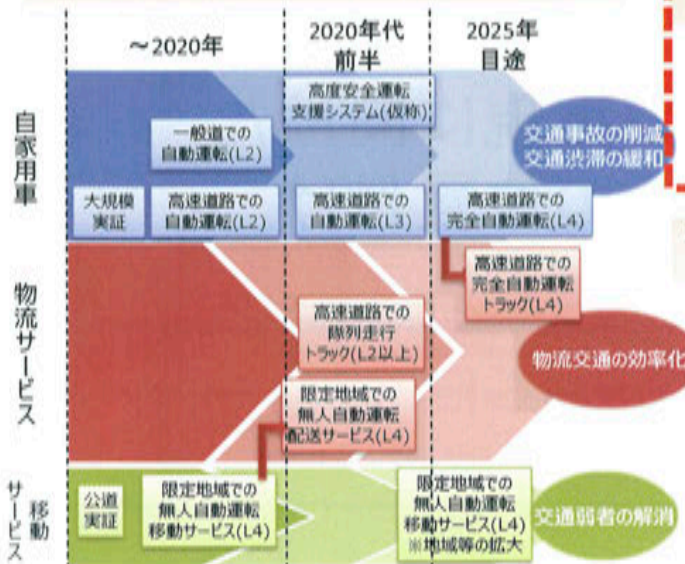 ～2020年
2020年代
前半
2025年
目途
自家用車
高度安全運転
支援システム(仮称)
一般道での
自動運転(L2)
大規模
実証
高速道路での
自動運転(L2)
高速道路での
自動運転(L3)
高速道路での
完全自動運転(L4)
交通事故の削減
交通渋滞の緩和
物流サービス
高速道路での
完全自動運転
トラック(L4)
高速道路での
隊列走行
トラック(L2以上)
限定地域での
無人自動運転
配送サービス(L4)
物流交通の効率化
移動
サービス
公道
実証
限定地域での
無人自動運転
移動サービス(L4)
限定地域での
無人自動運転
移動サービス(L4)
※地域等の拡大
交通弱者の解消